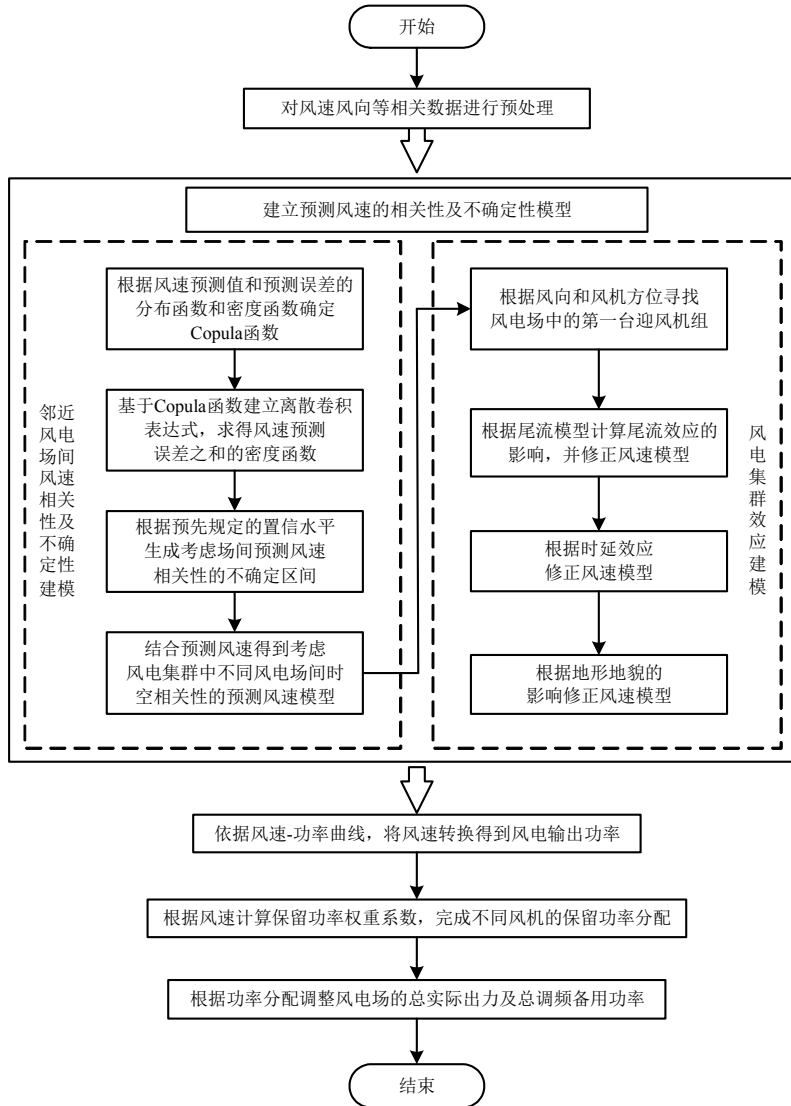 开始
对风速风向等相关数据进行预处理
建立预测风速的相关性及不确定性模型
邻近
风电
场间
风速
相关
性及
不确
定性
建模
根据风速预测值和预测误差的
分布函数和密度函数确定
Copula函数
基于Copula函数建立离散卷积
表达式，求得风速预测
误差之和的密度函数
根据预先规定的置信水平
生成考虑场间预测风速
相关性的不确定区间
结合预测风速得到考虑
风电集群中不同风电场间时
空相关性的预测风速模型
根据风向和风机方位寻找
风电场中的第一台迎风机组
根据尾流模型计算尾流效应的
影响，并修正风速模型
根据时延效应
修正风速模型
根据地形地貌的
影响修正风速模型
风
电
集
群
效
应
建
模
依据风速-功率曲线，将风速转换得到风电输出功率
根据风速计算保留功率权重系数，完成不同风机的保留功率分配
根据功率分配调整风电场的总实际出力及总调频备用功率
结束